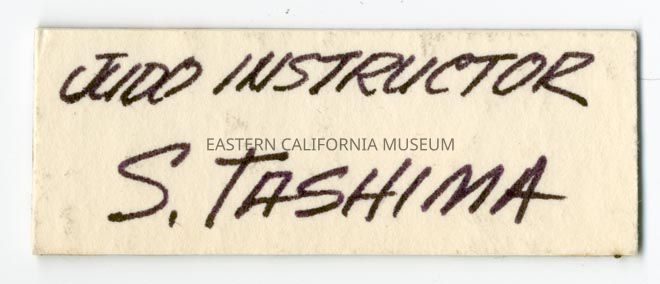 JUDO INSTRUCTOR
EASTERN CALIFORNIA MUSEUM
S. TASHIMA